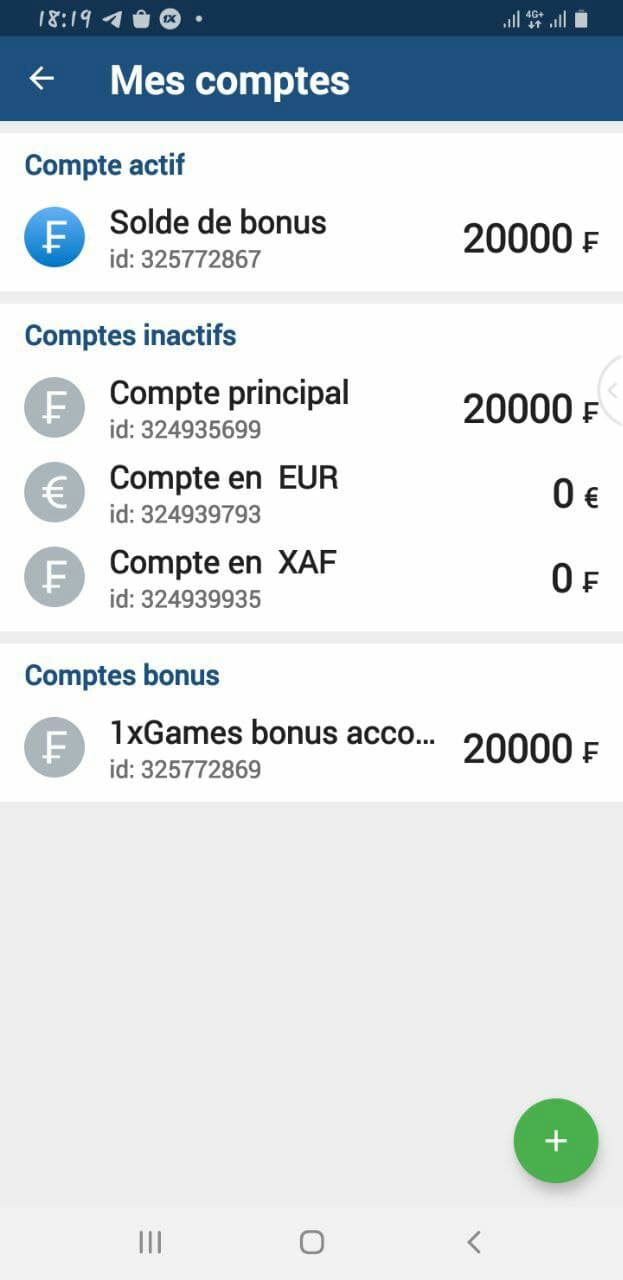 18:19
4G+
Mes comptes
Compte actif
Solde de bonus
20000 ₣
id: 325772867
Comptes inactifs
Compte principal
20000 ₣
id: 324935699
Compte en EUR
0 €
id: 324939793
Compte en XAF
0 ₣
id: 324939935
Comptes bonus
1xGames bonus acco...
20000 ₣
id: 325772869